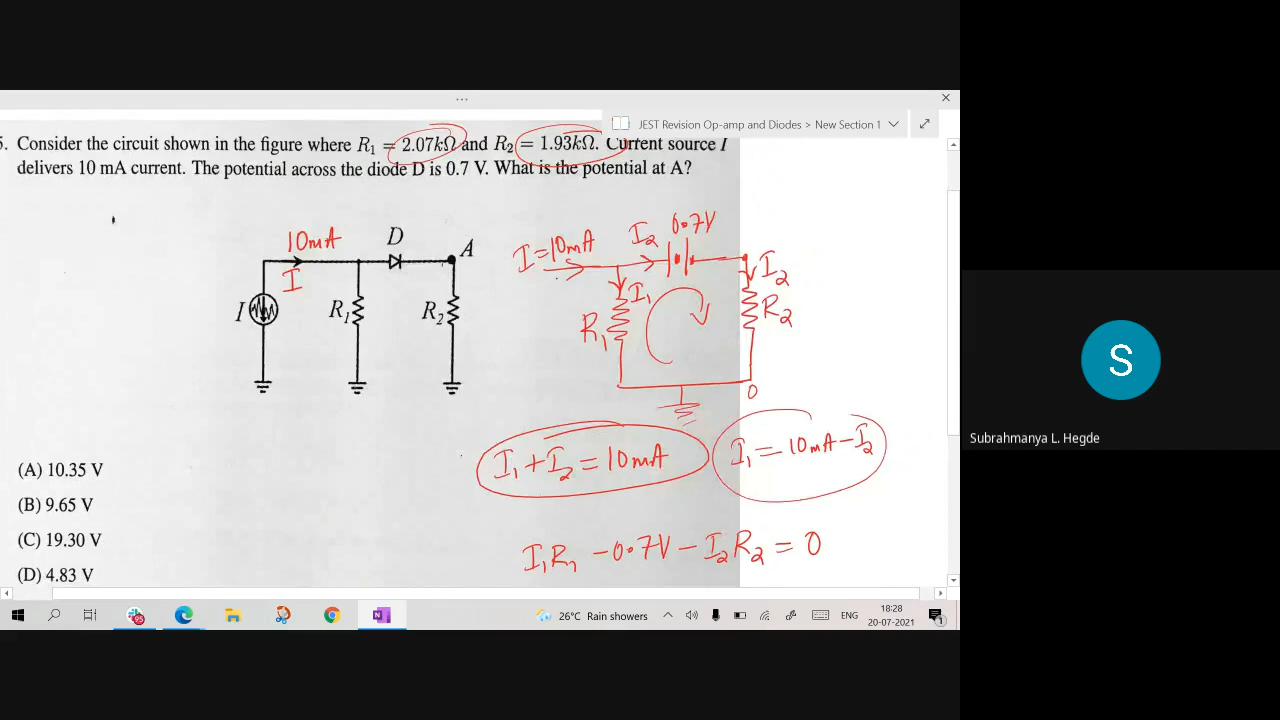 JEST Revision Op-amp and Diodes > New Section 1
5. Consider the circuit shown in the figure where R₁ = 2.07kΩ and R₂ = 1.93kΩ. Current source I
delivers 10 mA current. The potential across the diode D is 0.7 V. What is the potential at A?
10mA
I
D
A
I
R₁
R₂
I=10mA
I₂
0.7V
I₁
I₂
R₁
R₂
0
I₁+I₂=10mA
I₁=10mA-I₂
I₁R₁-0.7V-I₂R₂=0
(A) 10.35 V
(B) 9.65 V
(C) 19.30 V
(D) 4.83 V
S
Subrahmanya L. Hegde
95
26°C Rain showers
ENG
18:28
20-07-2021
1